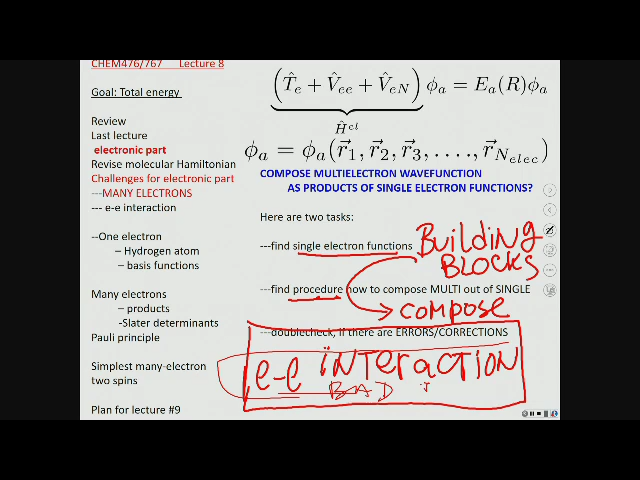 CHEM476/767 Lecture 8
Goal: Total energy
Review
Last lecture
electronic part
Revise molecular Hamiltonian
Challenges for electronic part
---MANY ELECTRONS
--- e-e interaction
--One electron
– Hydrogen atom
– basis functions
Many electrons
– products
-Slater determinants
Pauli principle
Simplest many-electron
two spins
Plan for lecture #9
(T̂e + V̂ee + V̂eN) ϕa = Ea(R)ϕa
Ĥel
ϕa = ϕa(r⃗1, r⃗2, r⃗3, ...., r⃗Nelec)
COMPOSE MULTIELECTRON WAVEFUNCTION
AS PRODUCTS OF SINGLE ELECTRON FUNCTIONS?
Here are two tasks:
---find single electron functions
BUilDiNG
BLOCKS
---find procedure how to compose MULTI out of SINGLE
compose
---doublecheck, if there are ERRORS/CORRECTIONS
e-e iNTERaCTION
BAD